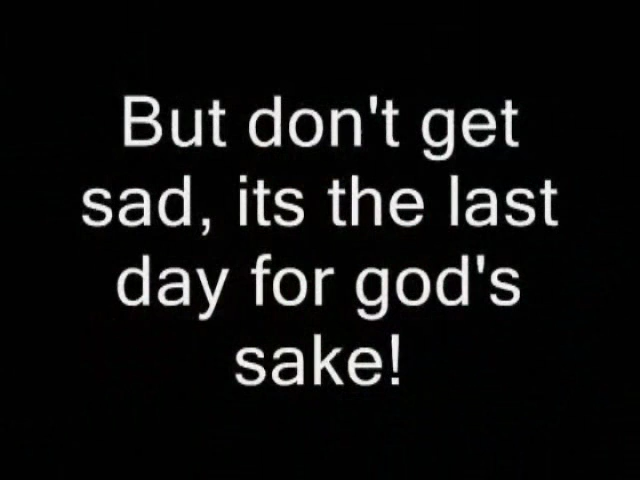 But don't get
sad, its the last
day for god's
sake!